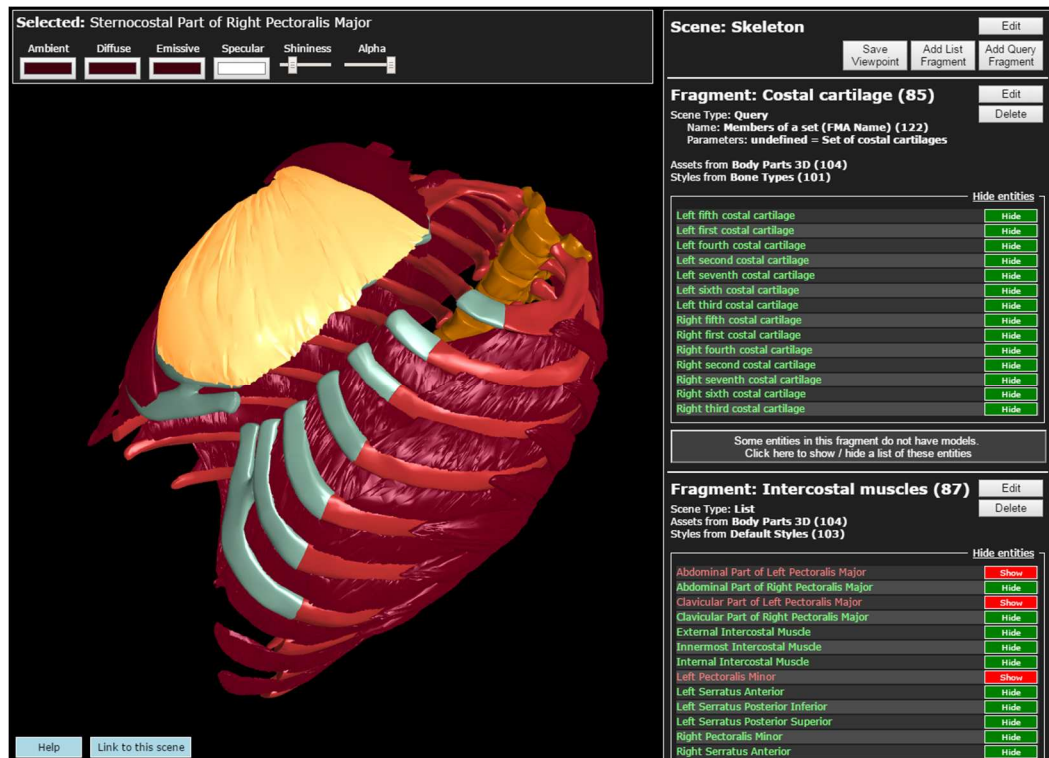 Selected: Sternocostal Part of Right Pectoralis Major
Ambient Diffuse Emissive Specular Shininess Alpha
Help
Link to this scene
Scene: Skeleton
Edit
Save Viewpoint
Add List Fragment
Add Query Fragment
Fragment: Costal cartilage (85)
Edit
Delete
Scene Type: Query
Name: Members of a set (FMA Name) (122)
Parameters: undefined = Set of costal cartilages
Assets from Body Parts 3D (104)
Styles from Bone Types (101)
Hide entities
Left fifth costal cartilage Hide
Left first costal cartilage Hide
Left fourth costal cartilage Hide
Left second costal cartilage Hide
Left seventh costal cartilage Hide
Left sixth costal cartilage Hide
Left third costal cartilage Hide
Right fifth costal cartilage Hide
Right first costal cartilage Hide
Right fourth costal cartilage Hide
Right second costal cartilage Hide
Right seventh costal cartilage Hide
Right sixth costal cartilage Hide
Right third costal cartilage Hide
Some entities in this fragment do not have models.
Click here to show / hide a list of these entities
Fragment: Intercostal muscles (87)
Edit
Delete
Scene Type: List
Assets from Body Parts 3D (104)
Styles from Default Styles (103)
Hide entities
Abdominal Part of Left Pectoralis Major Show
Abdominal Part of Right Pectoralis Major Hide
Clavicular Part of Left Pectoralis Major Show
Clavicular Part of Right Pectoralis Major Hide
External Intercostal Muscle Hide
Innermost Intercostal Muscle Hide
Internal Intercostal Muscle Hide
Left Pectoralis Minor Show
Left Serratus Anterior Hide
Left Serratus Posterior Inferior Hide
Left Serratus Posterior Superior Hide
Right Pectoralis Minor Hide
Right Serratus Anterior Hide